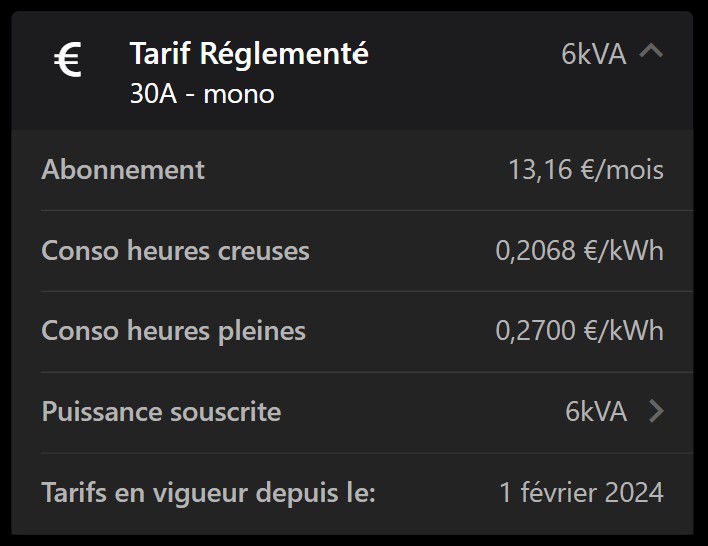 € Tarif Réglementé 6kVA
30A - mono
Abonnement 13,16 €/mois
Conso heures creuses 0,2068 €/kWh
Conso heures pleines 0,2700 €/kWh
Puissance souscrite 6kVA
Tarifs en vigueur depuis le: 1 février 2024